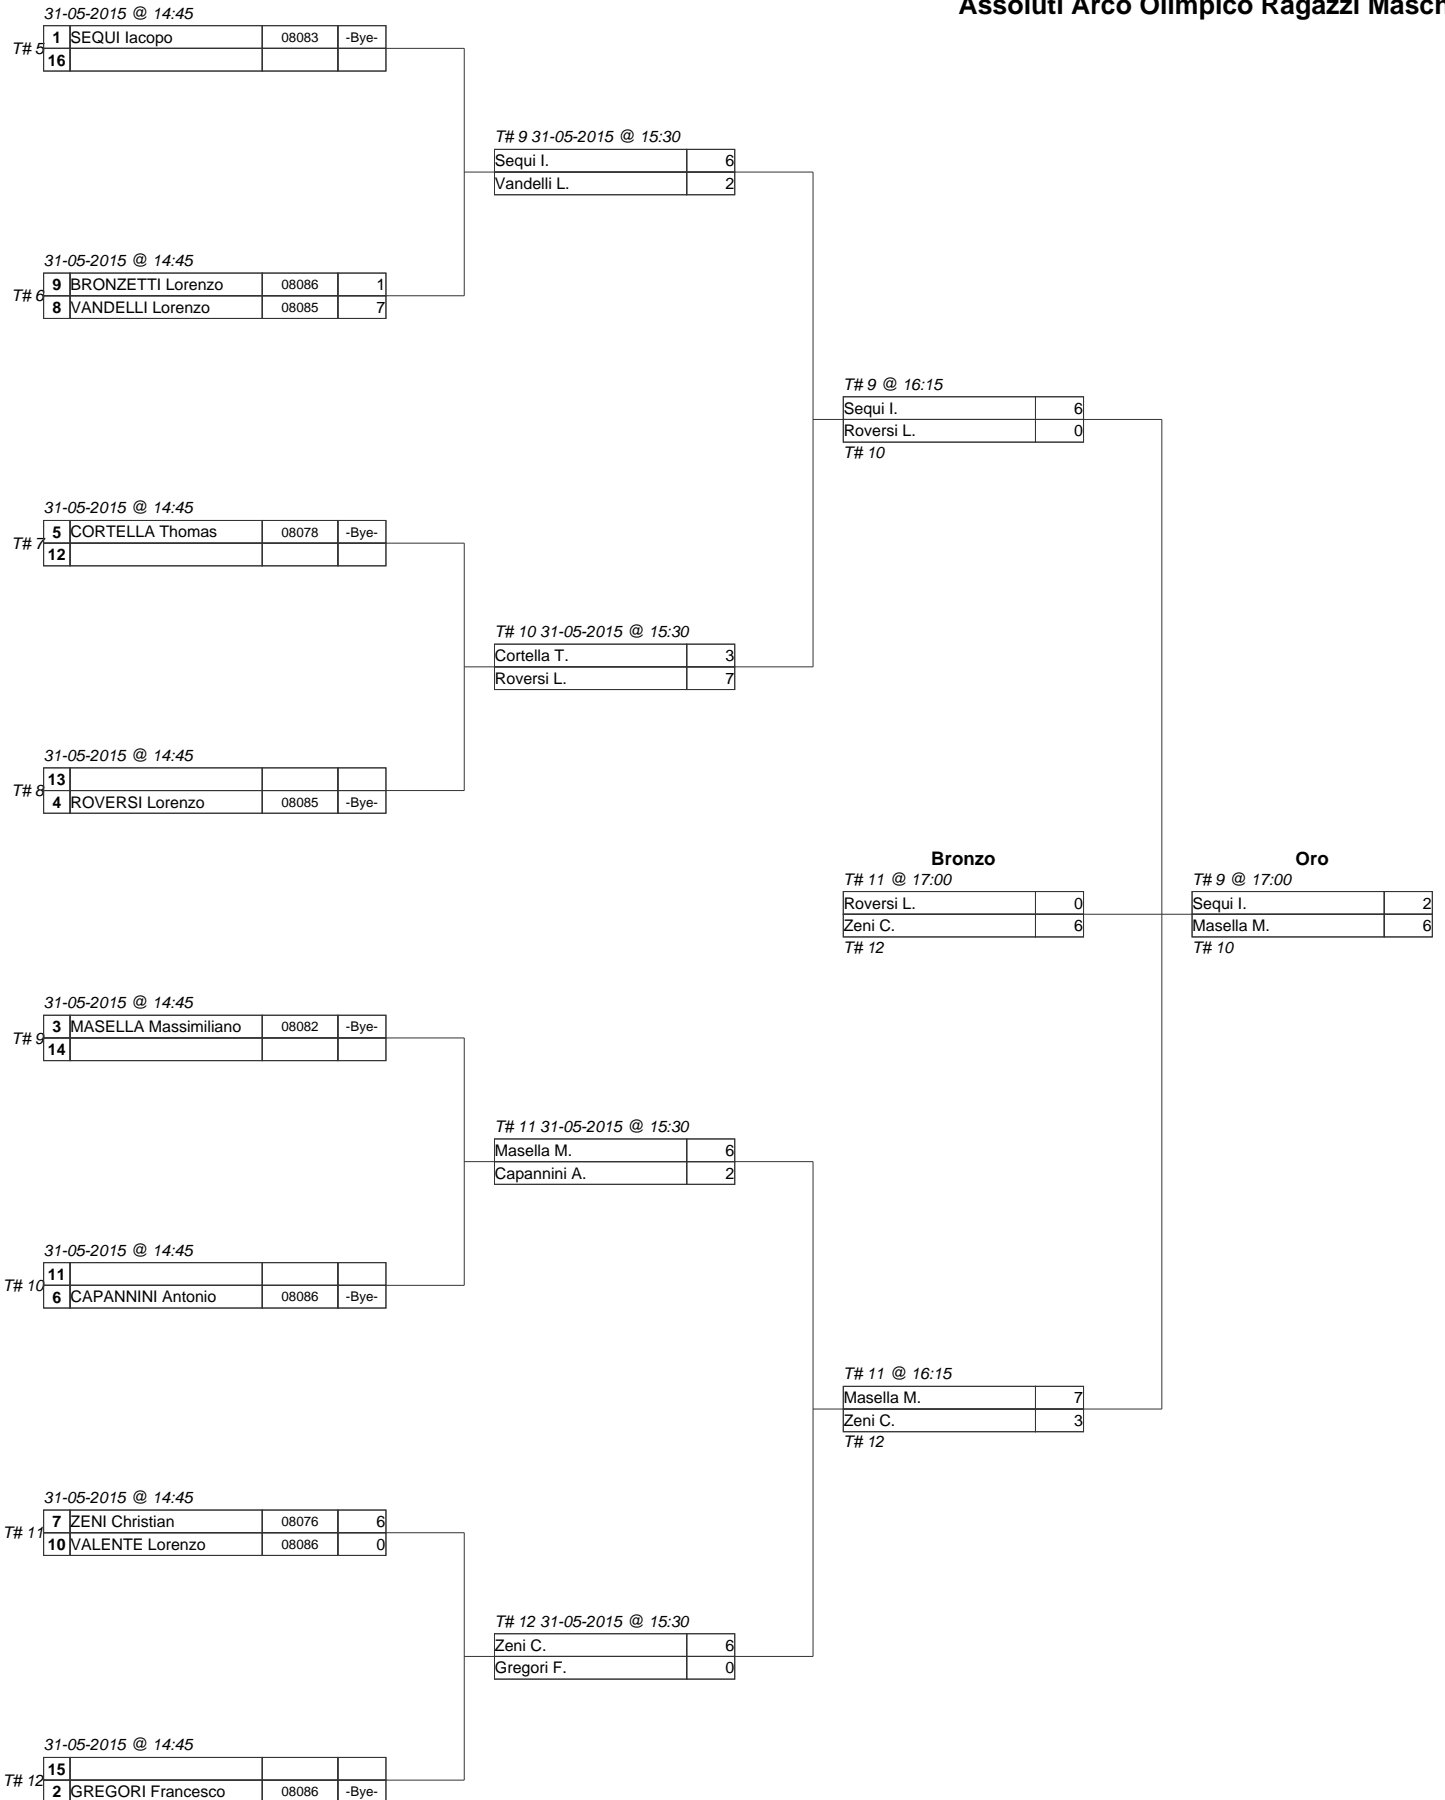 Assoluti Arco Olimpico Ragazzi
31-05-2015 @ 14:45
T# 5
1 SEQUI Iacopo 08083 -Bye-
16
T# 9 31-05-2015 @ 15:30
Sequi I. 6
Vandelli L. 2
31-05-2015 @ 14:45
T# 6
9 BRONZETTI Lorenzo 08086 1
8 VANDELLI Lorenzo 08085 7
T# 9 @ 16:15
Sequi I. 6
Roversi L. 0
T# 10
31-05-2015 @ 14:45
T# 7
5 CORTELLA Thomas 08078 -Bye-
12
T# 10 31-05-2015 @ 15:30
Cortella T. 3
Roversi L. 7
31-05-2015 @ 14:45
T# 8
13
4 ROVERSI Lorenzo 08085 -Bye-
Bronzo
T# 11 @ 17:00
Roversi L. 0
Zeni C. 6
T# 12
Oro
T# 9 @ 17:00
Sequi I. 2
Masella M. 6
T# 10
31-05-2015 @ 14:45
T# 9
3 MASELLA Massimiliano 08082 -Bye-
14
T# 11 31-05-2015 @ 15:30
Masella M. 6
Capannini A. 2
31-05-2015 @ 14:45
T# 10
11
6 CAPANNINI Antonio 08086 -Bye-
T# 11 @ 16:15
Masella M. 7
Zeni C. 3
T# 12
31-05-2015 @ 14:45
T# 11
7 ZENI Christian 08076 6
10 VALENTE Lorenzo 08086 0
T# 12 31-05-2015 @ 15:30
Zeni C. 6
Gregori F. 0
31-05-2015 @ 14:45
T# 12
15
2 GREGORI Francesco 08086 -Bye-